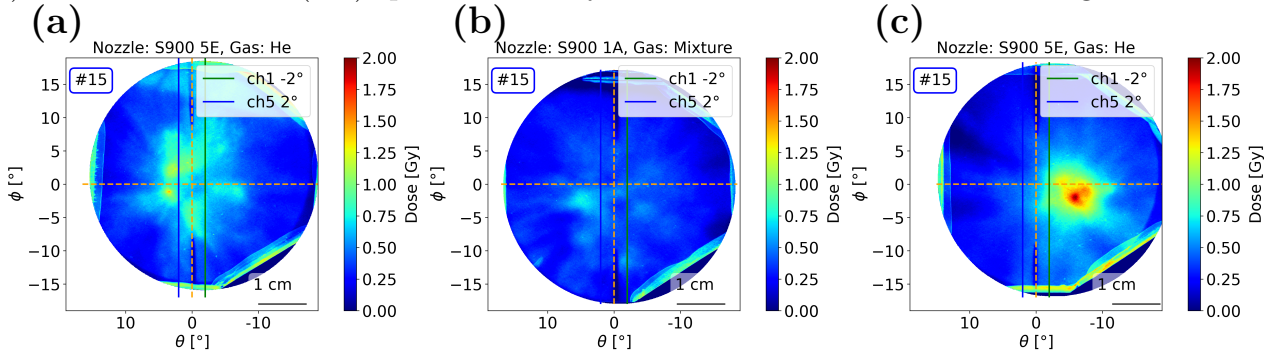 (a)
Nozzle: S900 5E, Gas: He
#15
ch1 -2°
ch5 2°
15
10
5
0
−5
−10
−15
ϕ [°]
10
0
-10
θ [°]
1 cm
2.00
1.75
1.50
1.25
1.00
0.75
0.50
0.25
0.00
Dose [Gy]
(b)
Nozzle: S900 1A, Gas: Mixture
#15
ch1 -2°
ch5 2°
15
10
5
0
−5
−10
−15
ϕ [°]
10
0
-10
θ [°]
1 cm
2.00
1.75
1.50
1.25
1.00
0.75
0.50
0.25
0.00
Dose [Gy]
(c)
Nozzle: S900 5E, Gas: He
#15
ch1 -2°
ch5 2°
15
10
5
0
−5
−10
−15
ϕ [°]
10
0
-10
θ [°]
1 cm
2.00
1.75
1.50
1.25
1.00
0.75
0.50
0.25
0.00
Dose [Gy]